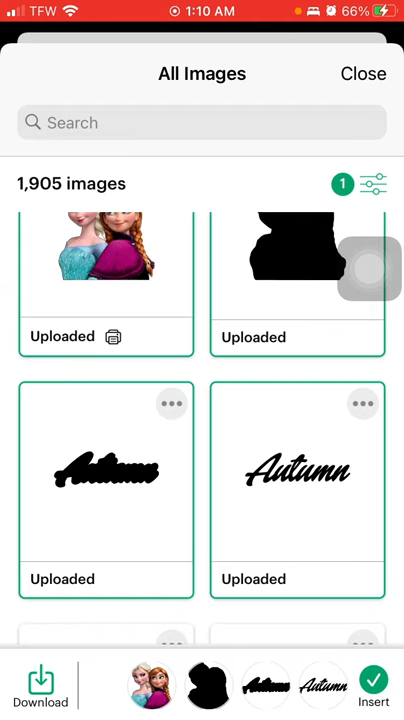 TFW 1:10 AM 66%
All Images Close
Search
1,905 images 1
Uploaded Uploaded
Autumn Autumn
Uploaded Uploaded
Autumn Autumn
Download Insert